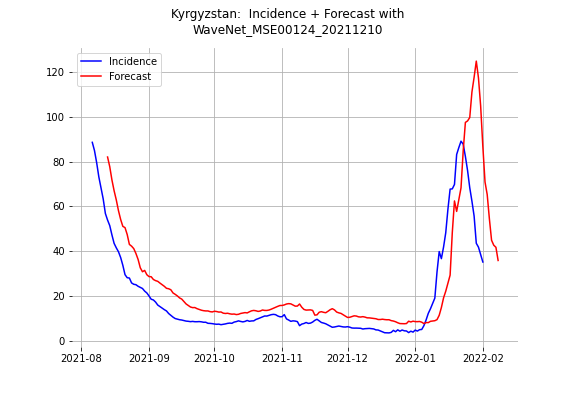 Kyrgyzstan:  Incidence + Forecast with
WaveNet_MSE00124_20211210
Incidence
Forecast
120
100
80
60
40
20
0
2021-08 2021-09 2021-10 2021-11 2021-12 2022-01 2022-02